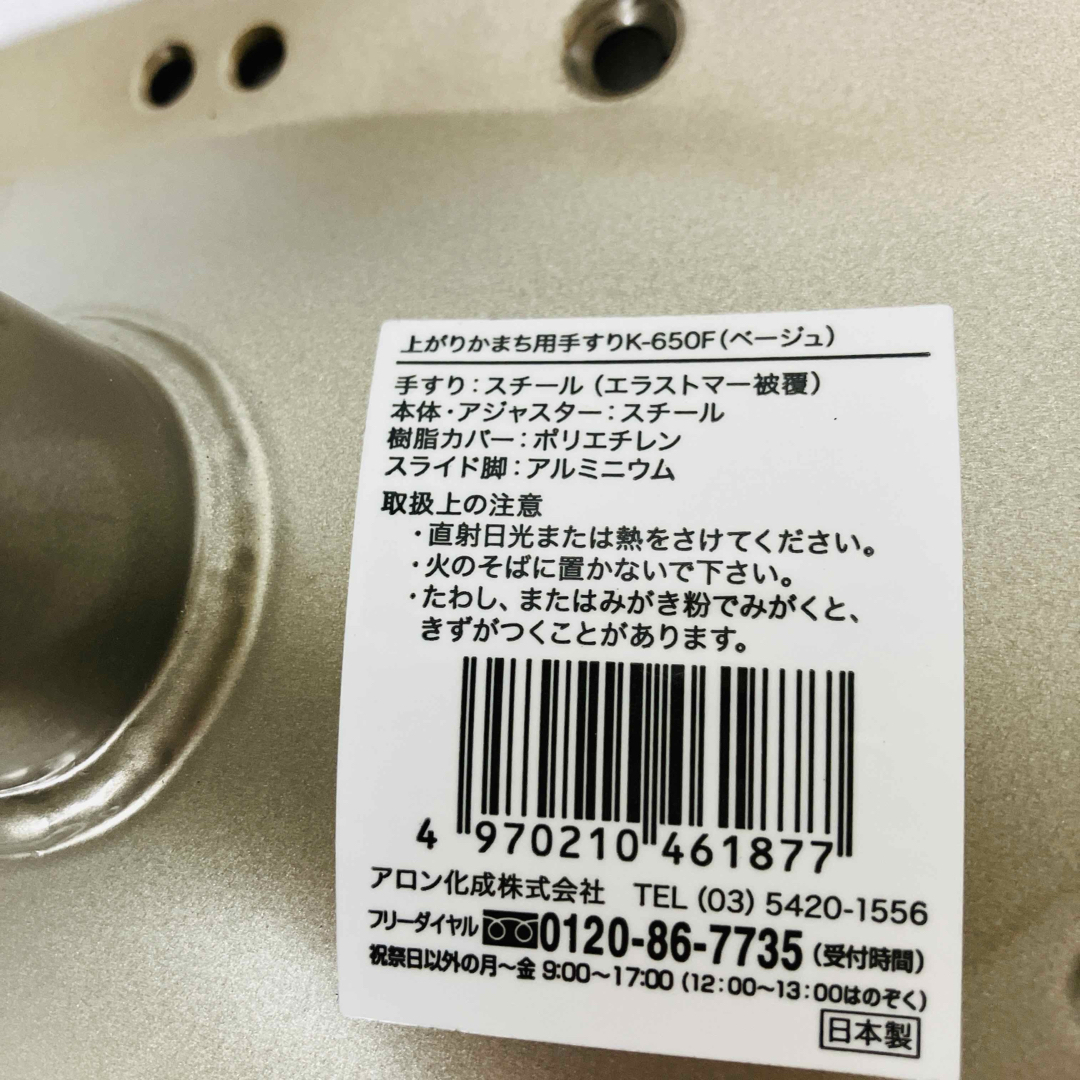 上がりかまち用手すりK-650F(ベージュ)
手すり：スチール（エラストマー被覆）
本体・アジャスター：スチール
樹脂カバー：ポリエチレン
スライド脚：アルミニウム
取扱上の注意
・直射日光または熱をさけてください。
・火のそばに置かないで下さい。
・たわし、またはみがき粉でみがくと、
きずがつくことがあります。
4 970210 461877
アロン化成株式会社 TEL (03) 5420-1556
フリーダイヤル 0120-86-7735（受付時間）
祝祭日以外の月～金 9:00～17:00（12:00～13:00はのぞく）
日本製